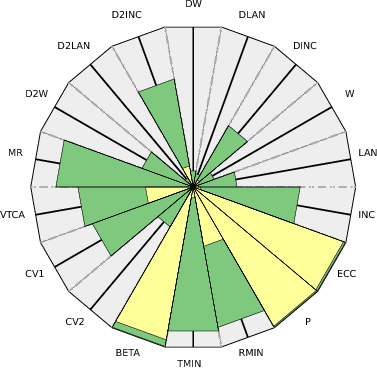 DW
D2INC
DLAN
D2LAN
DINC
D2W
W
MR
LAN
VTCA
INC
CV1
ECC
CV2
P
BETA
RMIN
TMIN